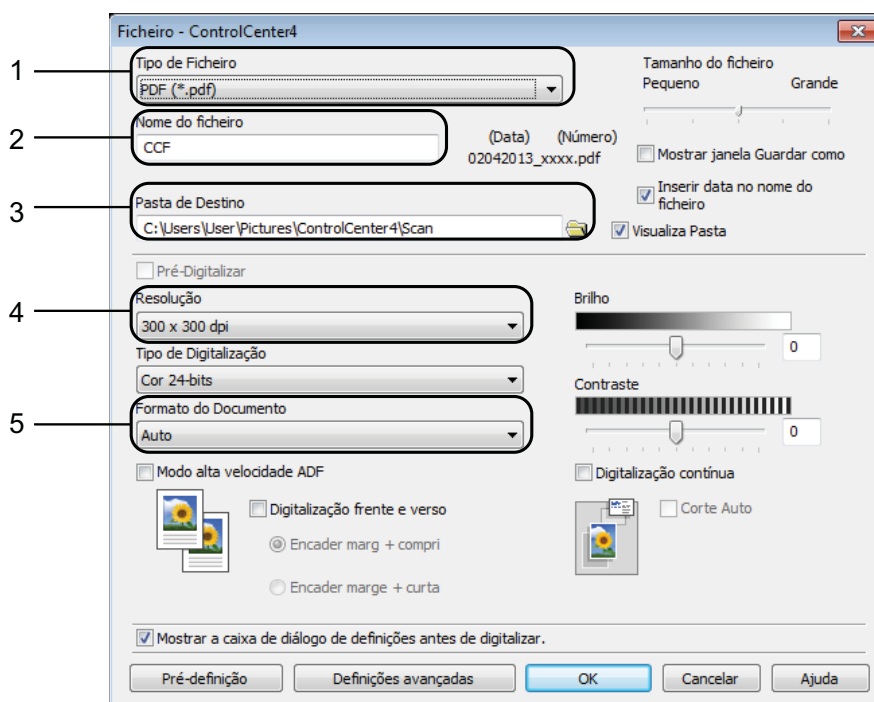 Ficheiro - ControlCenter4
1
Tipo de Ficheiro
PDF (*.pdf)
Tamanho do ficheiro
Pequeno Grande
2
Nome do ficheiro
CCF
(Data) (Número)
02042013_xxxx.pdf
Mostrar janela Guardar como
Inserir data no nome do
ficheiro
3
Pasta de Destino
C:\Users\User\Pictures\ControlCenter4\Scan
Visualiza Pasta
Pré-Digitalizar
4
Resolução
300 x 300 dpi
Brilho
0
Tipo de Digitalização
Cor 24-bits
Contraste
0
5
Formato do Documento
Auto
Modo alta velocidade ADF
Digitalização contínua
Digitalização frente e verso
Corte Auto
Encader marg + compri
Encader marge + curta
Mostrar a caixa de diálogo de definições antes de digitalizar.
Pré-definição Definições avançadas OK Cancelar Ajuda